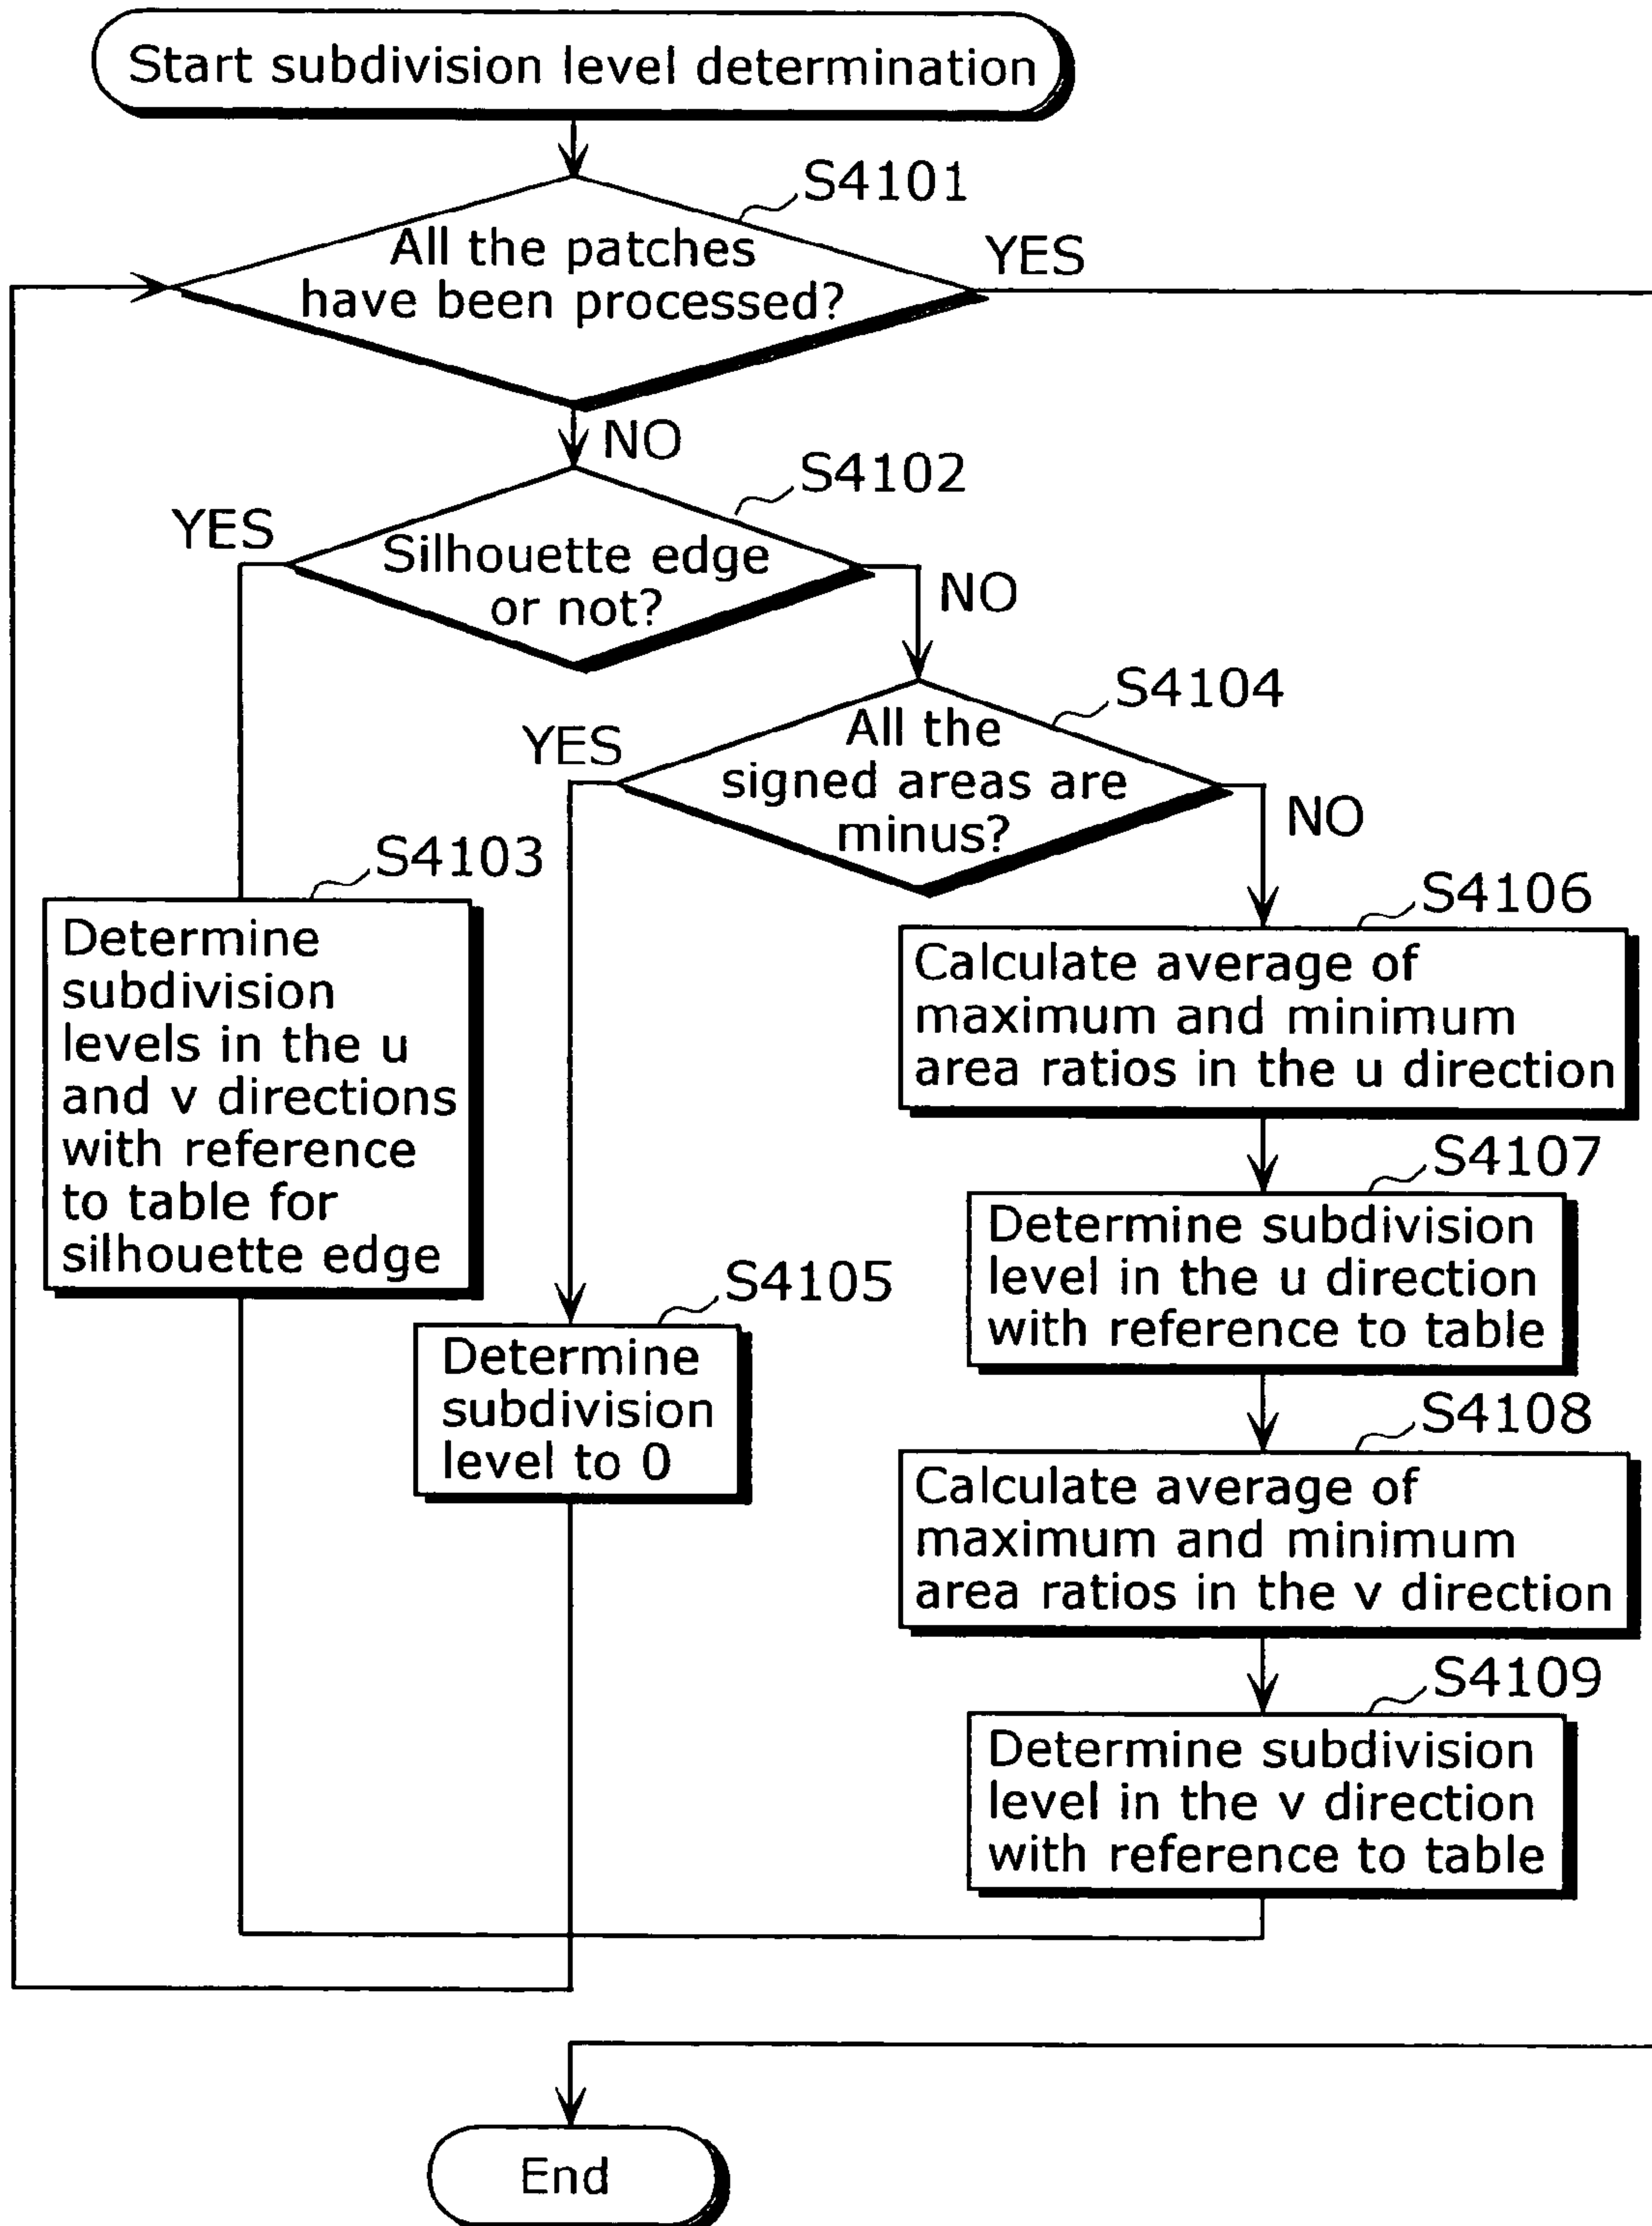 Start subdivision level determination
S4101
All the patches
have been processed?
YES
NO
S4102
YES
Silhouette edge
or not?
NO
S4104
YES
All the
signed areas are
minus?
NO
S4103
Determine
subdivision
levels in the u
and v directions
with reference
to table for
silhouette edge
S4106
Calculate average of
maximum and minimum
area ratios in the u direction
S4107
Determine subdivision
level in the u direction
with reference to table
S4105
Determine
subdivision
level to 0
S4108
Calculate average of
maximum and minimum
area ratios in the v direction
S4109
Determine subdivision
level in the v direction
with reference to table
End